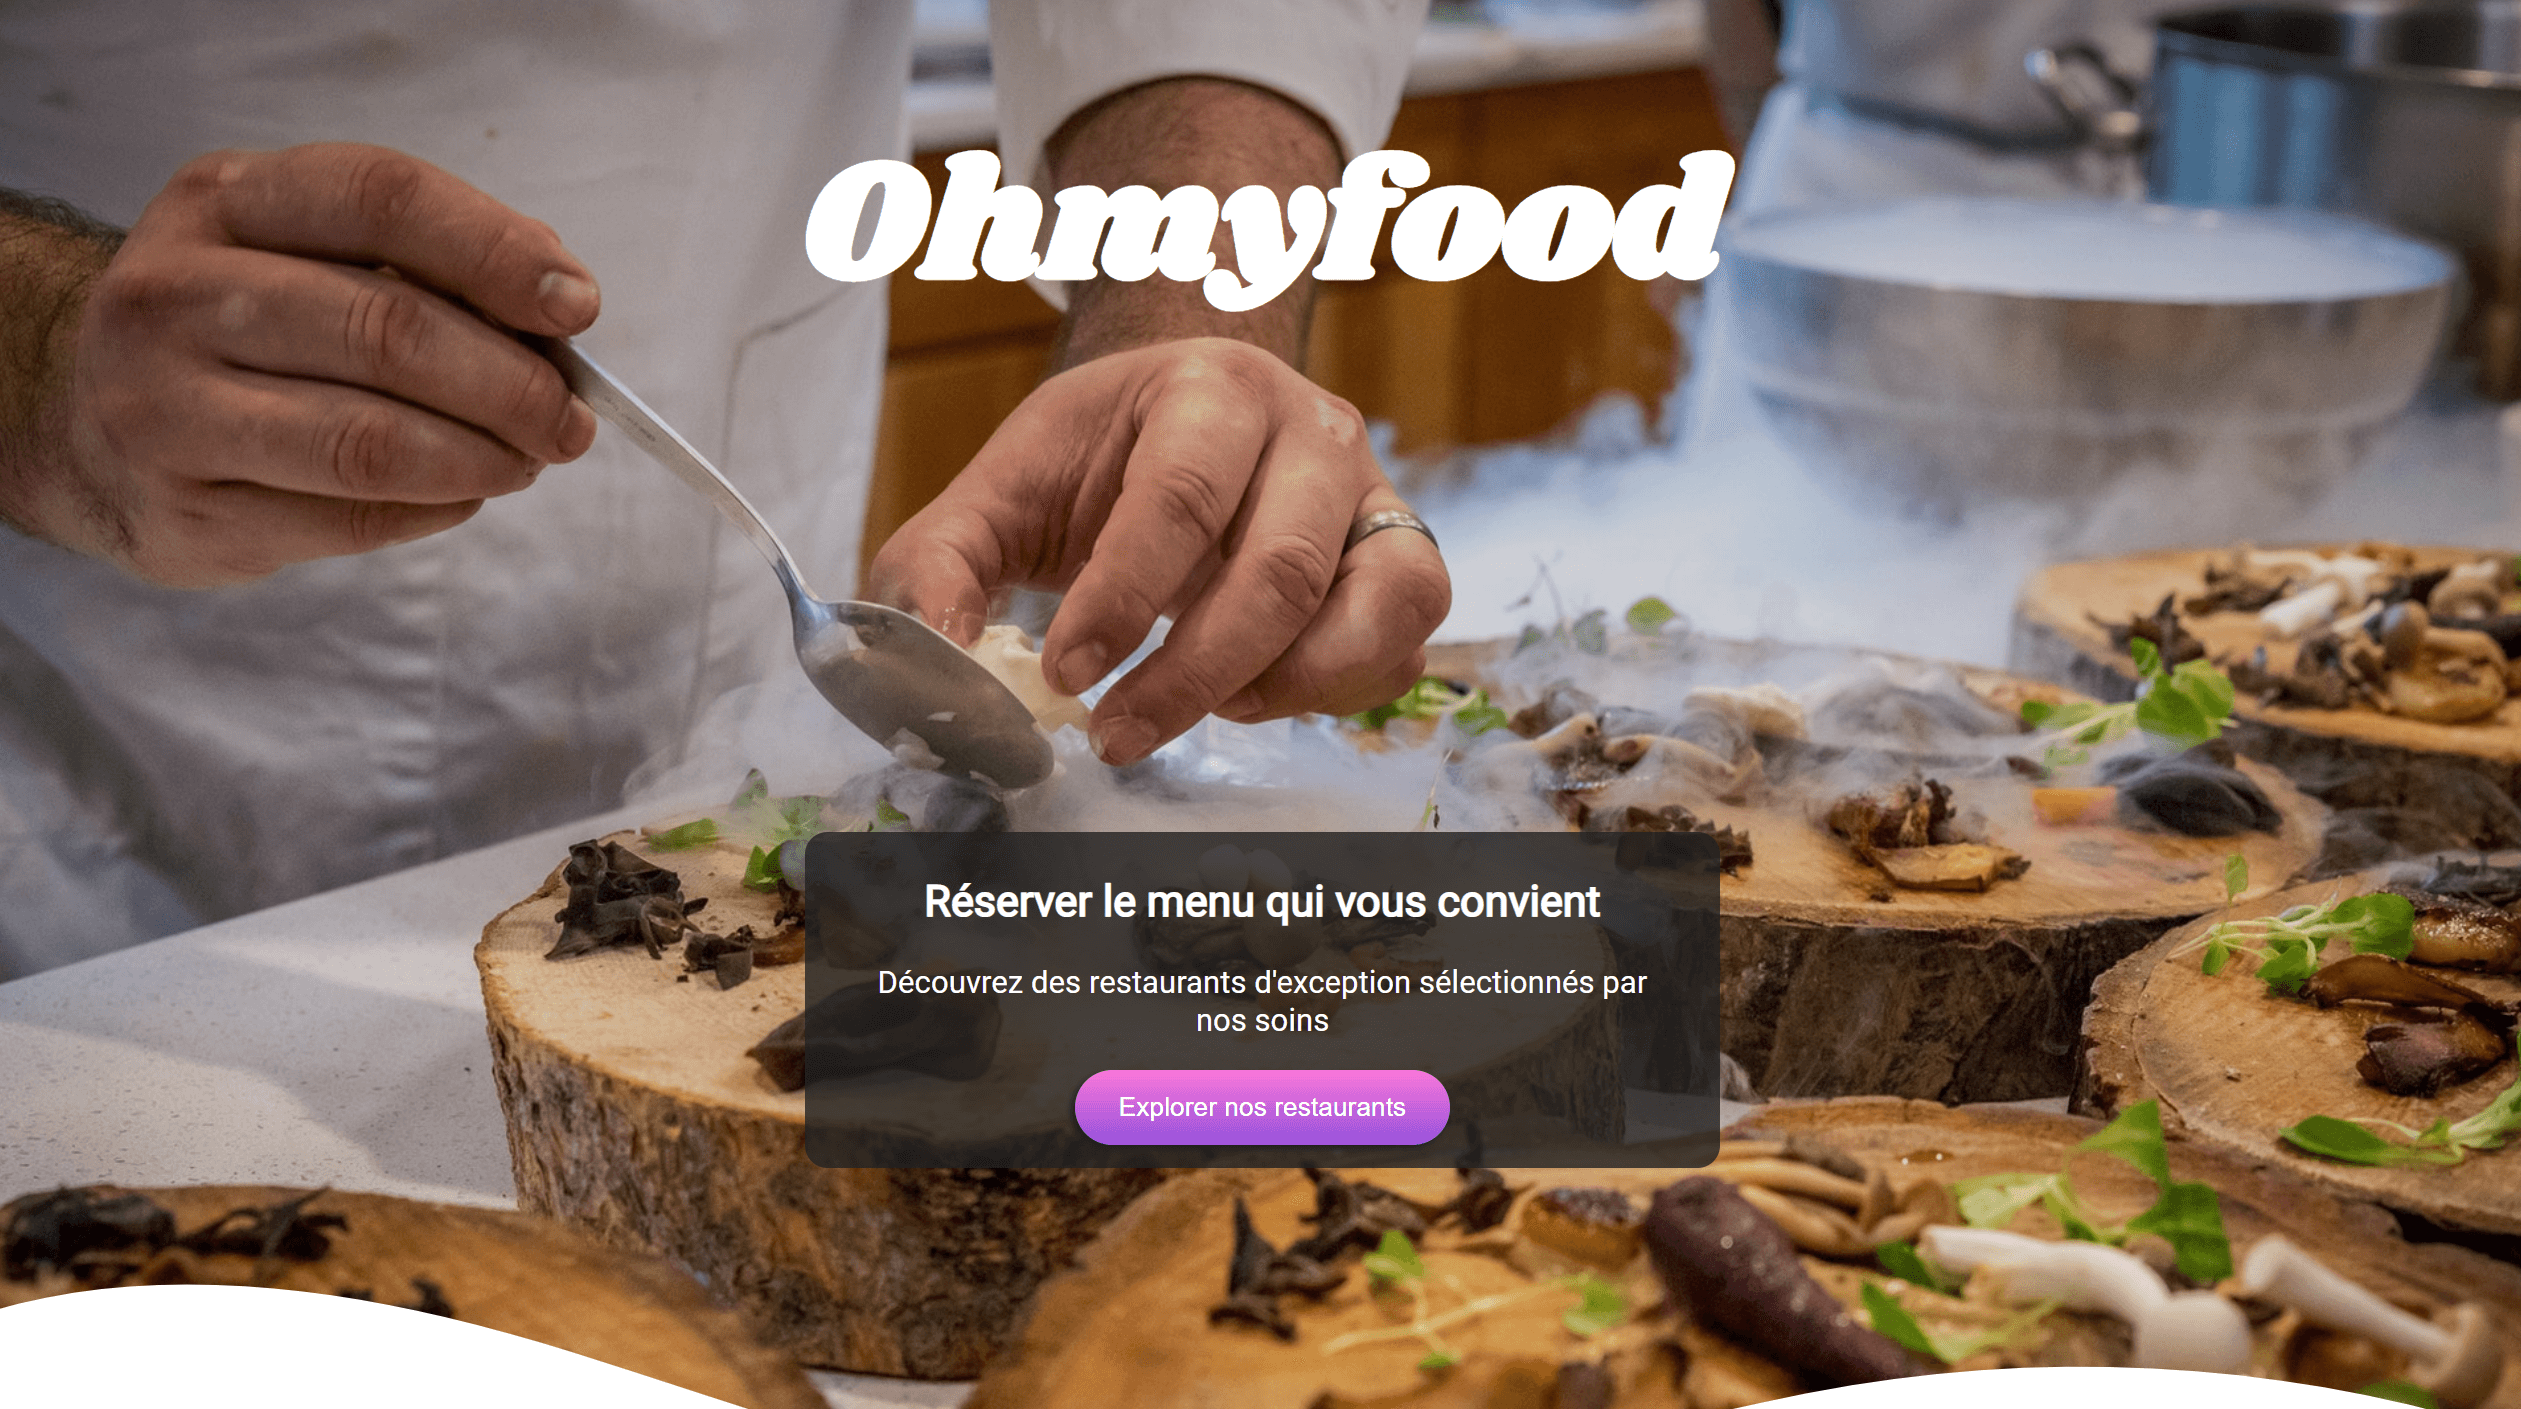 Ohmyfood
Réserver le menu qui vous convient
Découvrez des restaurants d'exception sélectionnés par
nos soins
Explorer nos restaurants